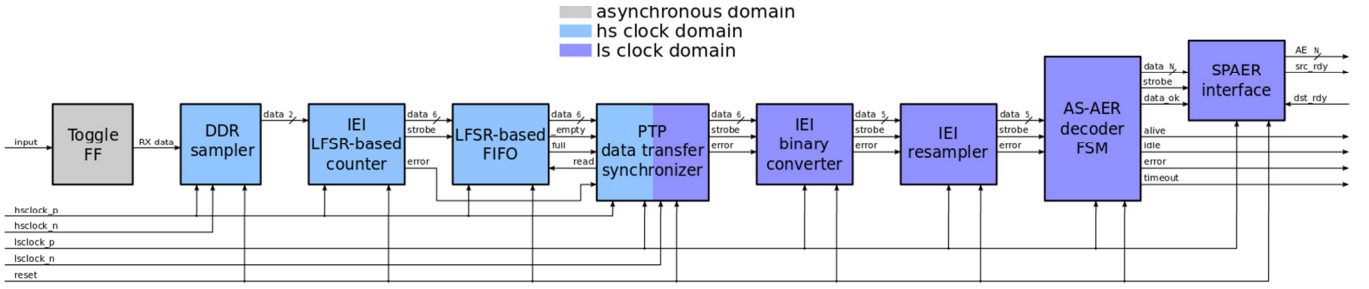 asynchronous domain
hs clock domain
ls clock domain
input
Toggle
FF
RX data
DDR
sampler
data 2
IEI
LFSR-based
counter
data 6
strobe
error
LFSR-based
FIFO
data 6
empty
full
read
PTP
data transfer
synchronizer
data 6
strobe
error
IEI
binary
converter
data 5
strobe
error
IEI
resampler
data 5
strobe
error
AS-AER
decoder
FSM
data N
strobe
data_ok
SPAER
interface
AE N
src_rdy
dst_rdy
alive
idle
error
timeout
hsclock_p
hsclock_n
lsclock_p
lsclock_n
reset